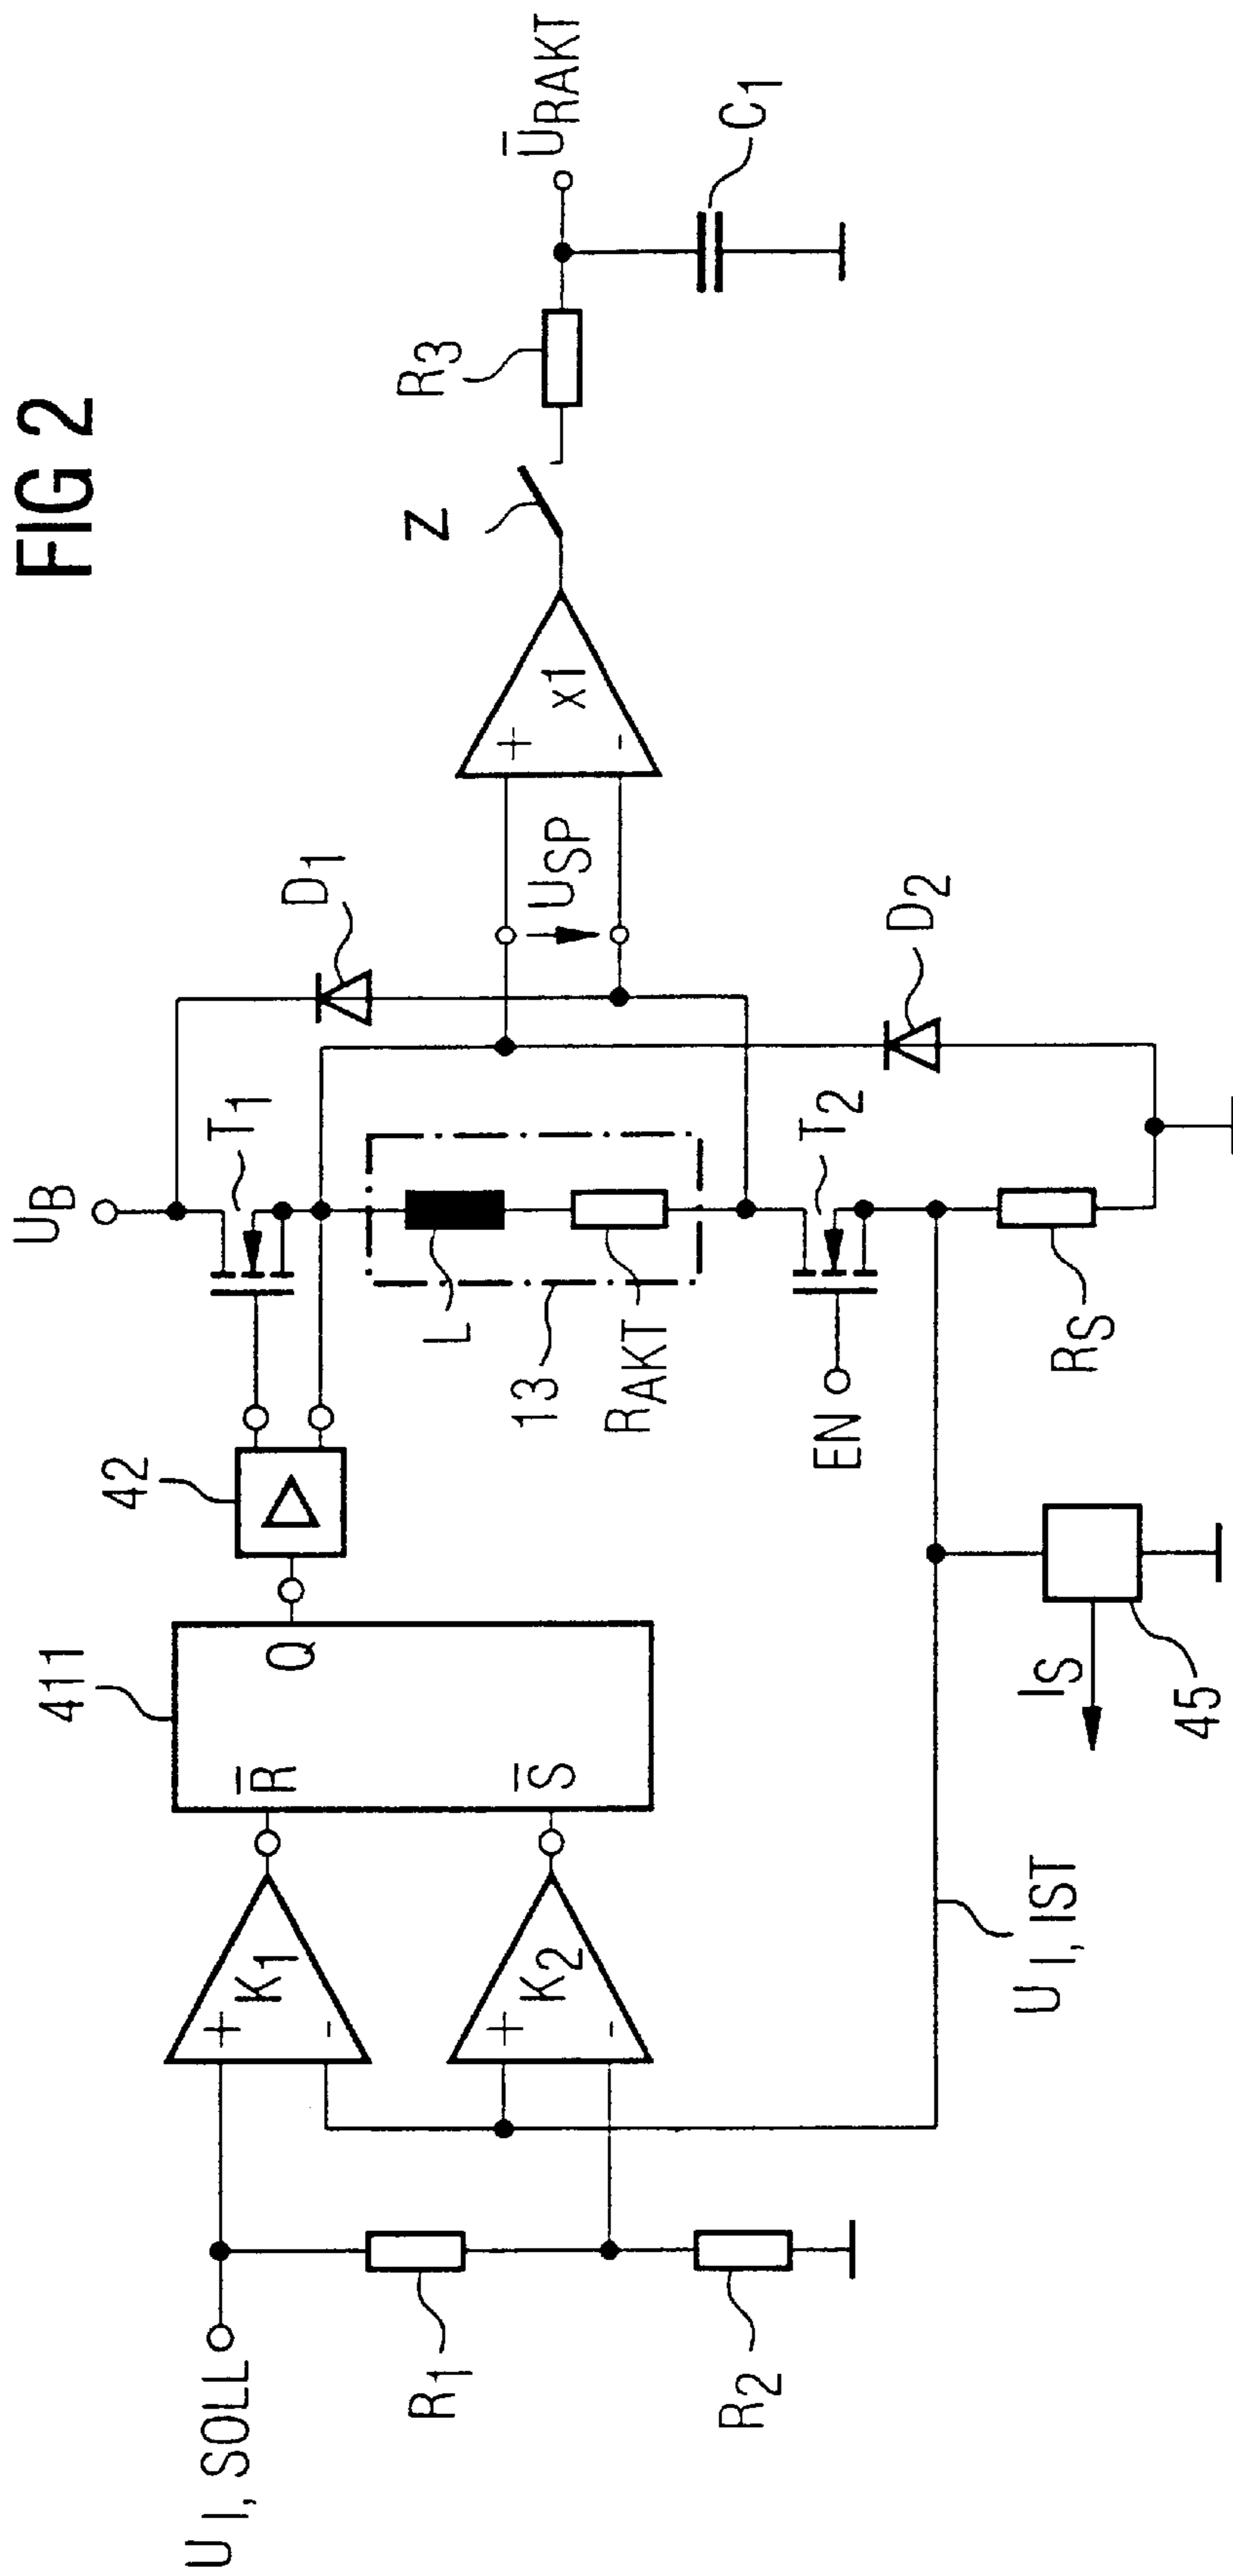 FIG 2
U_B
T_1
D_1
42
411
Q
R̄
S̄
K_1
+
-
K_2
+
-
U_I, SOLL
R_1
R_2
L
13
R_AKT
EN
T_2
R_S
D_2
U_SP
+
-
x1
Z
R_3
Ū_RAKT
C_1
I_S
45
U_I, IST